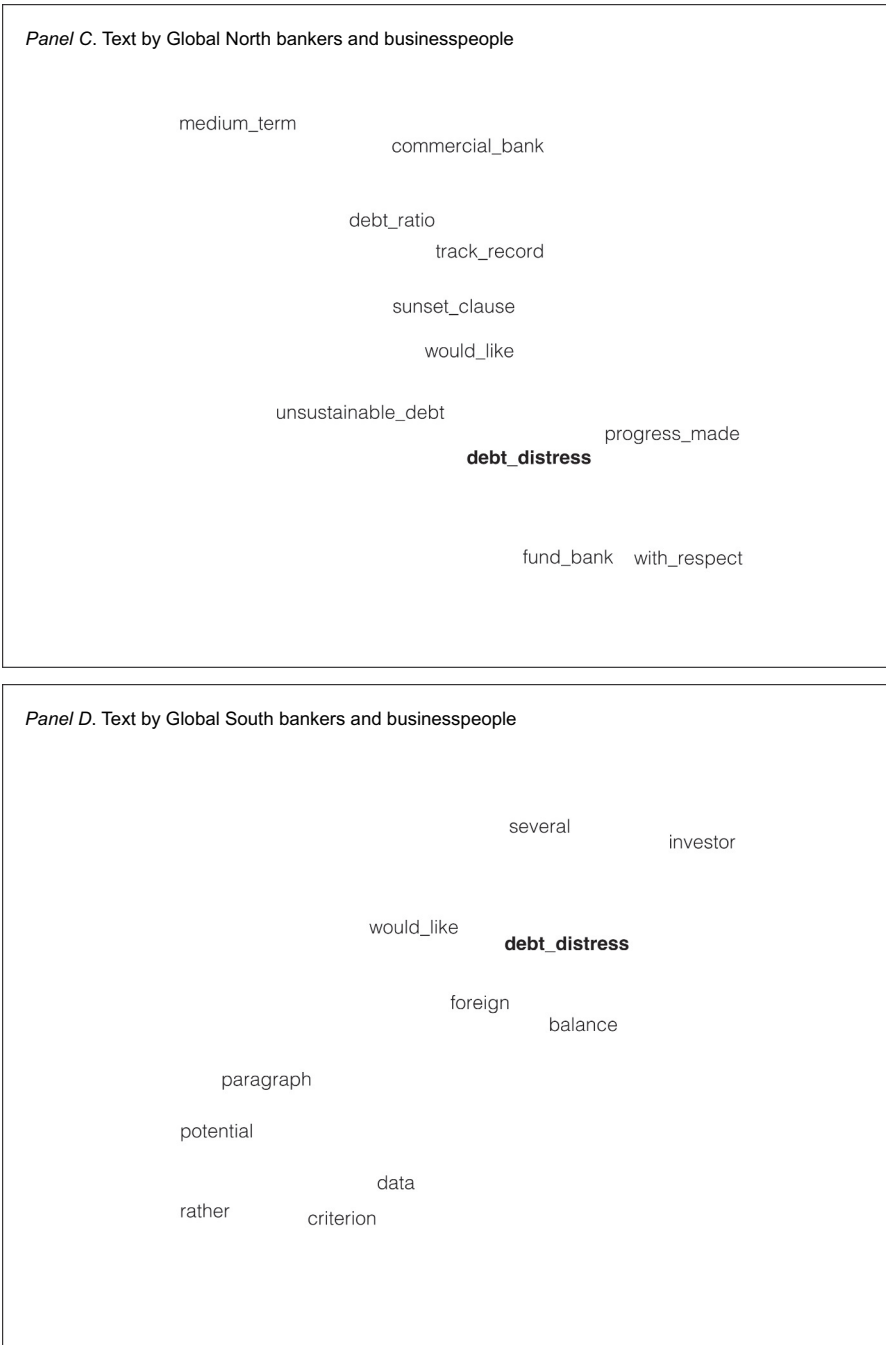 Panel C. Text by Global North bankers and businesspeople
medium_term
commercial_bank
debt_ratio
track_record
sunset_clause
would_like
unsustainable_debt
progress_made
debt_distress
fund_bank with_respect
Panel D. Text by Global South bankers and businesspeople
several
investor
would_like
debt_distress
foreign
balance
paragraph
potential
data
rather
criterion